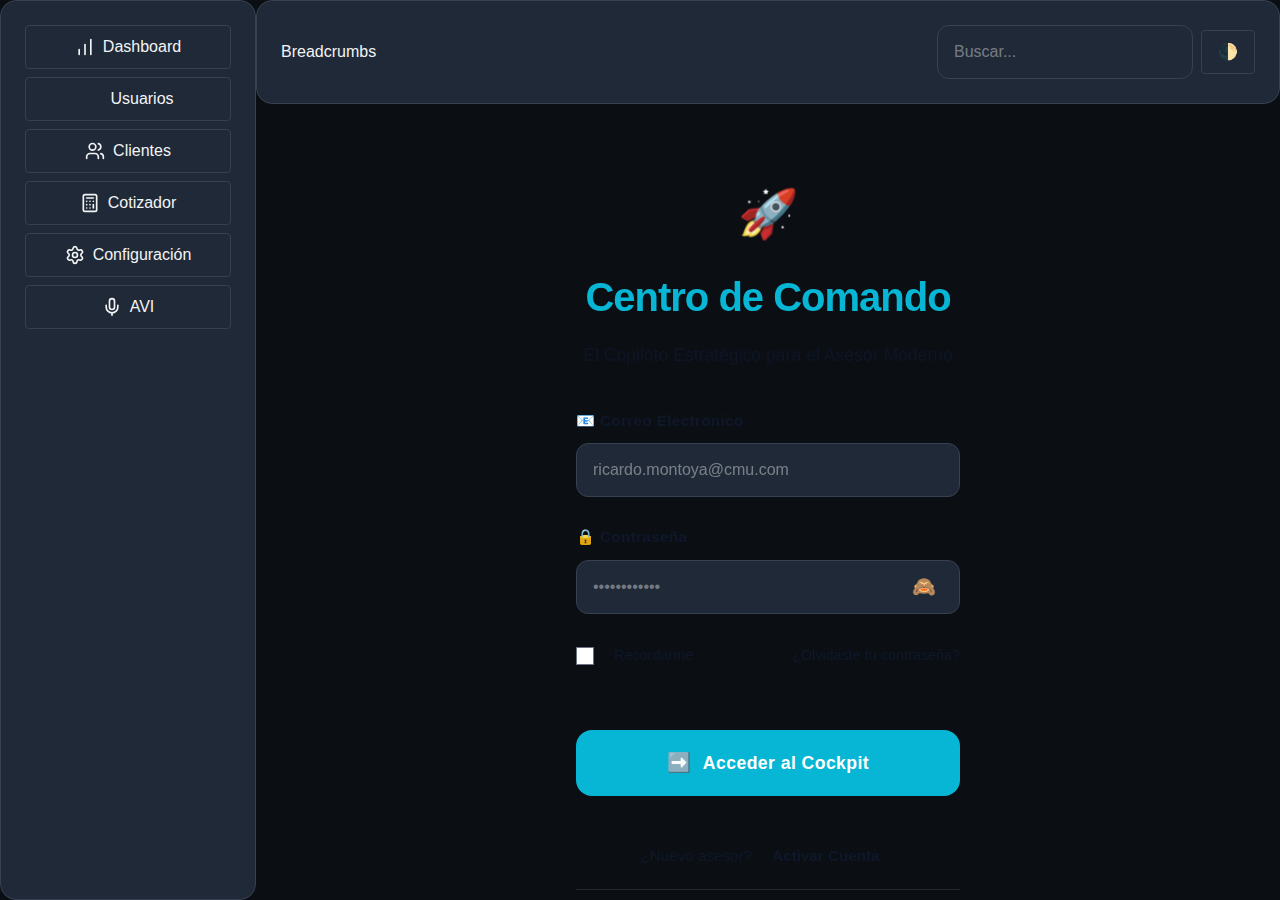 Dashboard
Usuarios
Clientes
Cotizador
Configuración
AVI
Breadcrumbs
Buscar...
Centro de Comando
El Copiloto Estratégico para el Asesor Moderno
📧 Correo Electrónico
ricardo.montoya@cmu.com
🔒 Contraseña
••••••••••••
Recordarme
¿Olvidaste tu contraseña?
➡️ Acceder al Cockpit
¿Nuevo asesor? Activar Cuenta